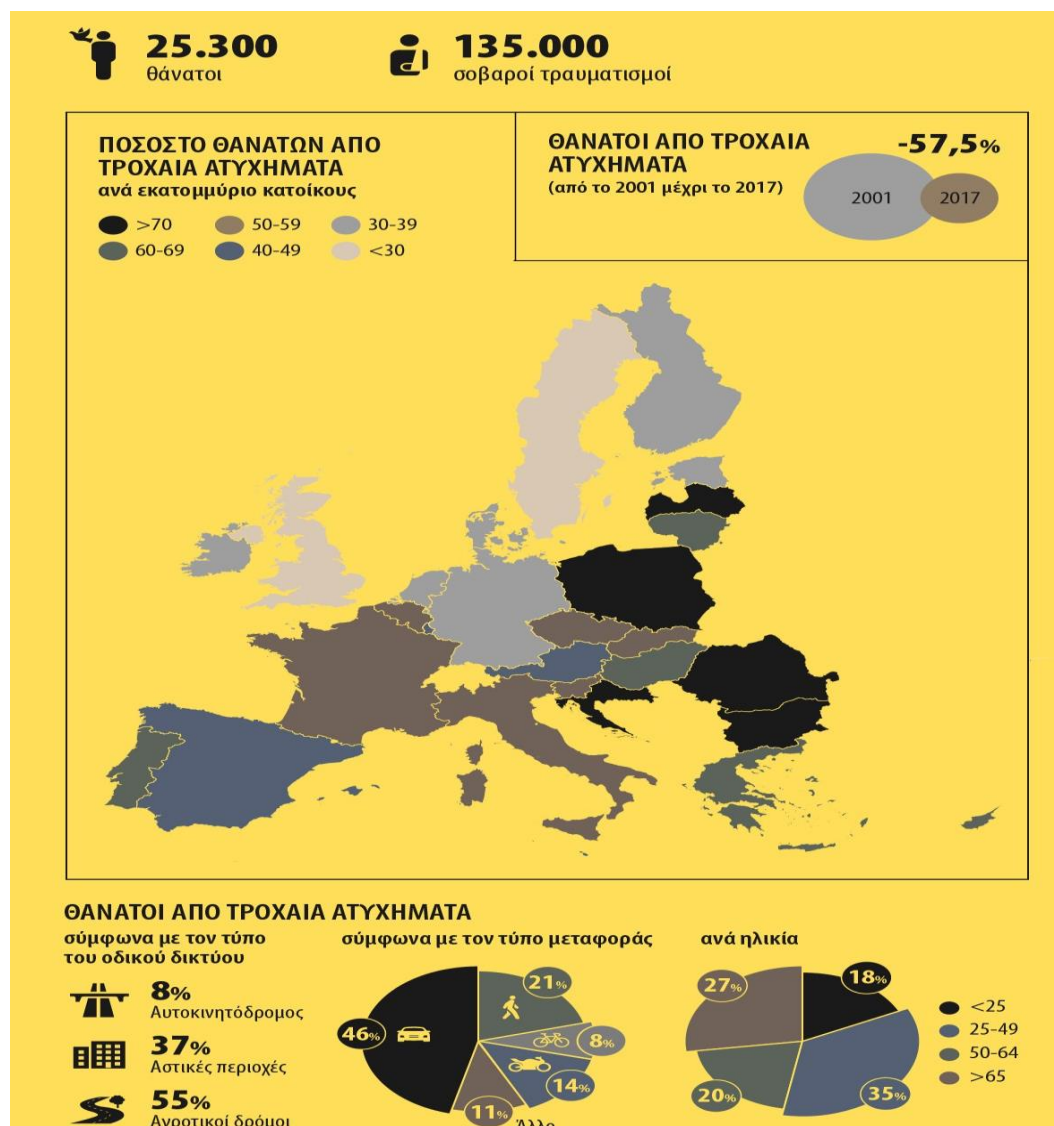 25.300
θάνατοι
135.000
σοβαροί τραυματισμοί
ΠΟΣΟΣΤΟ ΘΑΝΑΤΩΝ ΑΠΟ
ΤΡΟΧΑΙΑ ΑΤΥΧΗΜΑΤΑ
ανά εκατομμύριο κατοίκους
>70
50-59
30-39
60-69
40-49
<30
ΘΑΝΑΤΟΙ ΑΠΟ ΤΡΟΧΑΙΑ
ΑΤΥΧΗΜΑΤΑ
(από το 2001 μέχρι το 2017)
-57,5%
2001
2017
ΘΑΝΑΤΟΙ ΑΠΟ ΤΡΟΧΑΙΑ ΑΤΥΧΗΜΑΤΑ
σύμφωνα με τον τύπο
του οδικού δικτύου
8%
Αυτοκινητόδρομος
37%
Αστικές περιοχές
55%
Αγροτικοί δρόμοι
σύμφωνα με τον τύπο μεταφοράς
46%
21%
8%
14%
11%
Άλλο
ανά ηλικία
27%
18%
20%
35%
<25
25-49
50-64
>65